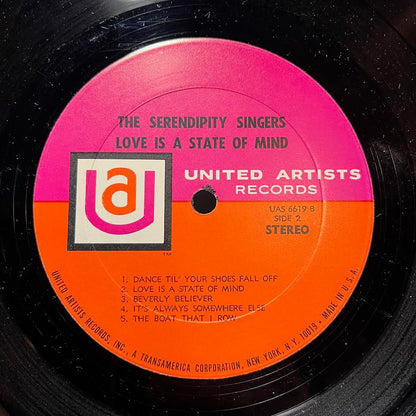 THE SERENDIPITY SINGERS
LOVE IS A STATE OF MIND
ua
UNITED ARTISTS
RECORDS
UAS 6619 B
SIDE 2
STEREO
TM
1. DANCE TIL' YOUR SHOES FALL OFF
2. LOVE IS A STATE OF MIND
3. BEVERLY BELIEVER
4. IT'S ALWAYS SOMEWHERE ELSE
5. THE BOAT THAT I ROW
UNITED ARTISTS RECORDS, INC., A TRANSAMERICA CORPORATION, NEW YORK, N.Y. 10019 • MADE IN U.S.A.